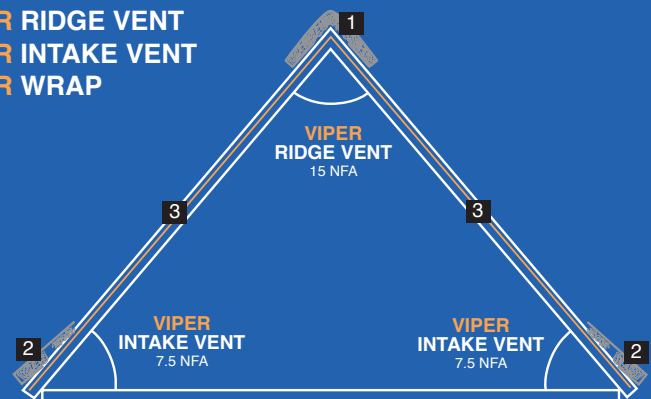 R RIDGE VENT
R INTAKE VENT
R WRAP
1
VIPER
RIDGE VENT
15 NFA
3
3
VIPER
INTAKE VENT
7.5 NFA
VIPER
INTAKE VENT
7.5 NFA
2
2